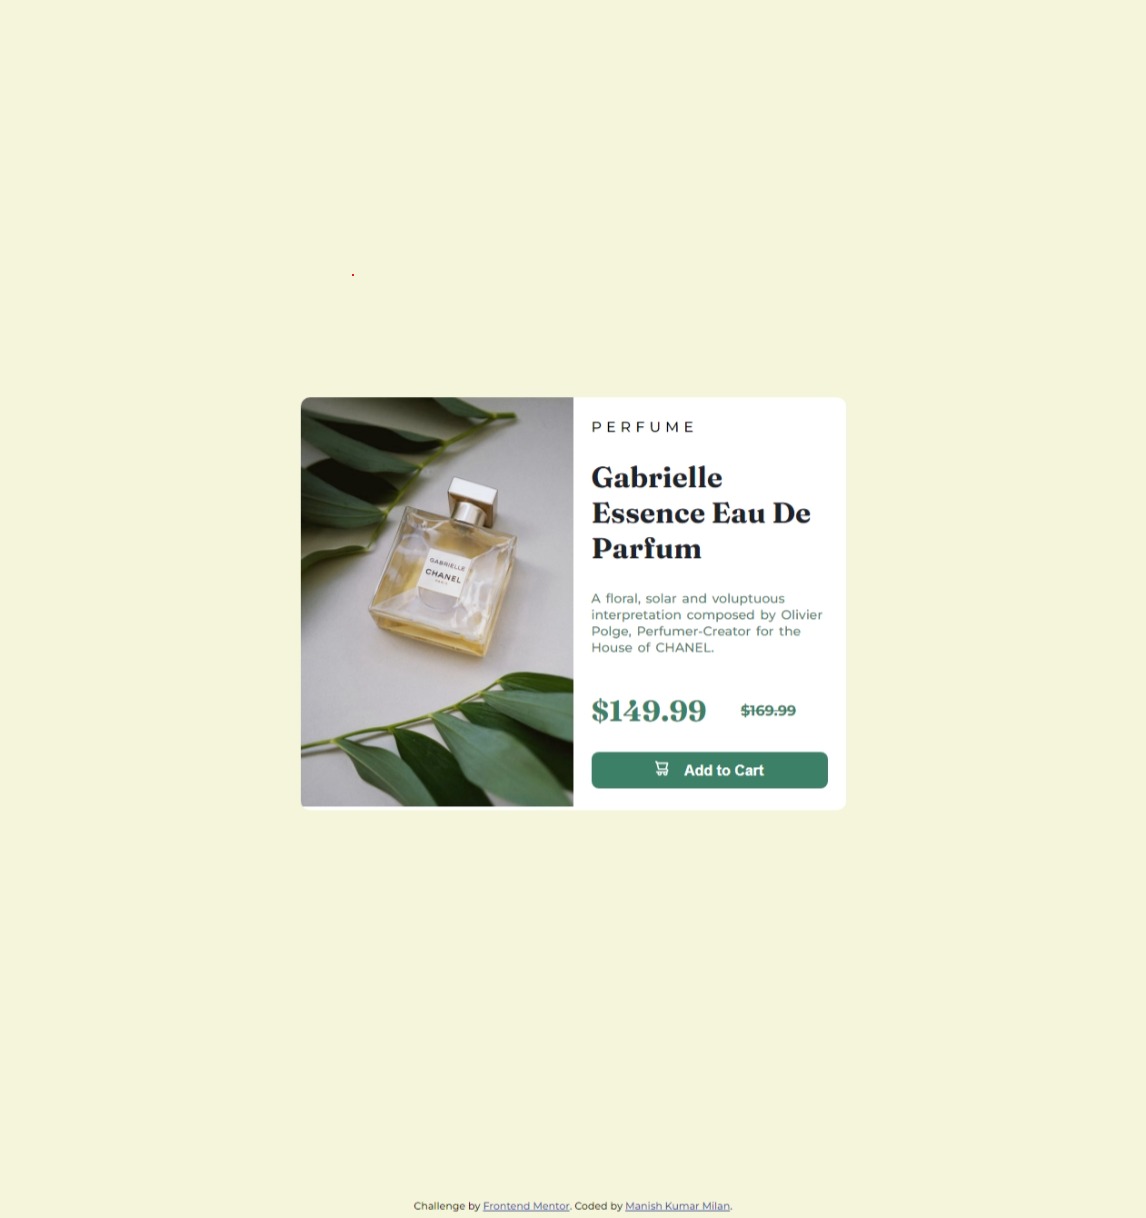 PERFUME
Gabrielle
Essence Eau De
Parfum
A floral, solar and voluptuous
interpretation composed by Olivier
Polge, Perfumer-Creator for the
House of CHANEL.
$149.99 $169.99
Add to Cart
GABRIELLE
CHANEL
PARIS
Challenge by Frontend Mentor. Coded by Manish Kumar Milan.